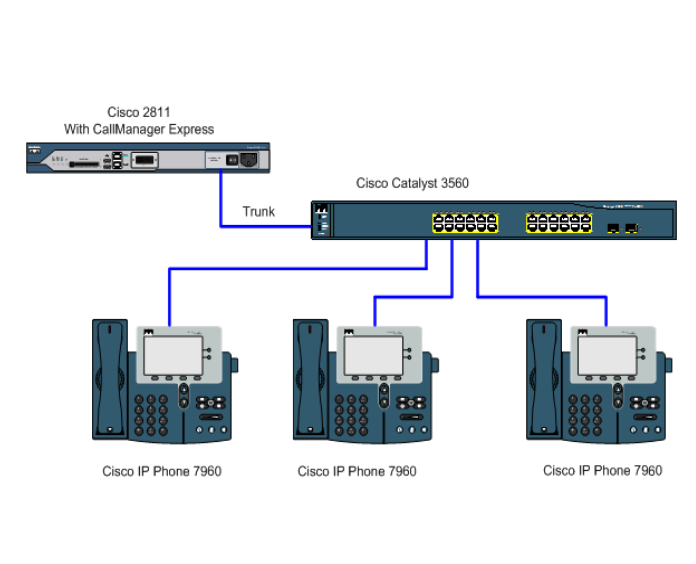 Cisco 2811
With CallManager Express
Cisco Catalyst 3560
Trunk
Cisco IP Phone 7960
Cisco IP Phone 7960
Cisco IP Phone 7960